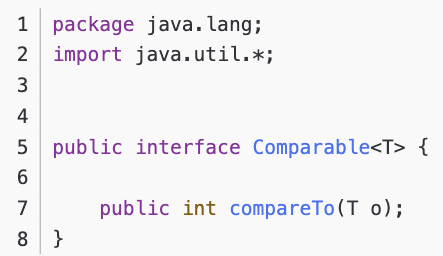 1 package java.lang;
2 import java.util.*;
3
4
5 public interface Comparable<T> {
6
7     public int compareTo(T o);
8 }